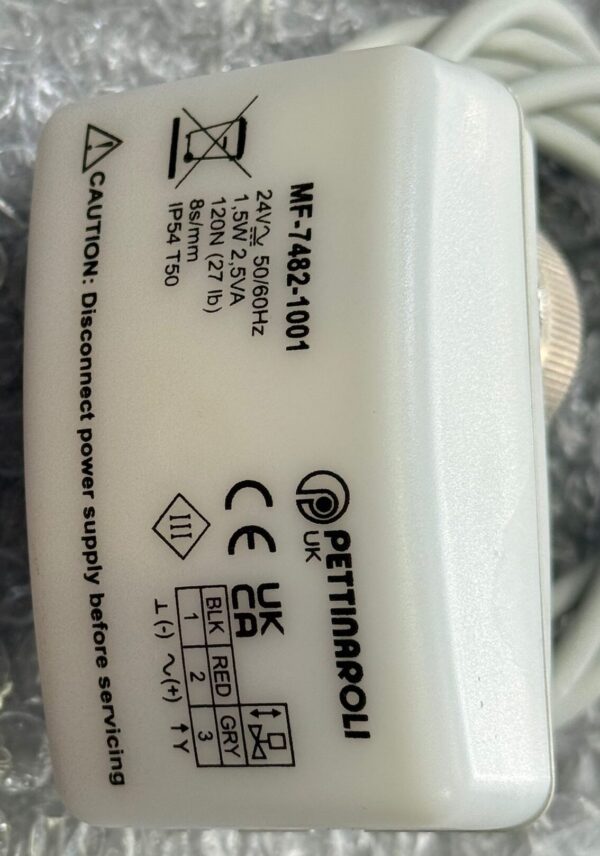 MF-7482-1001
24V 50/60Hz
1,5W 2,5VA
120N (27 lb)
8s/mm
IP54 T50
PETTINAROLI
UK
CE
UK
CA
III
BLK RED GRY
1 2 3
⊥(-) ∿(+) ↑Y
CAUTION: Disconnect power supply before servicing